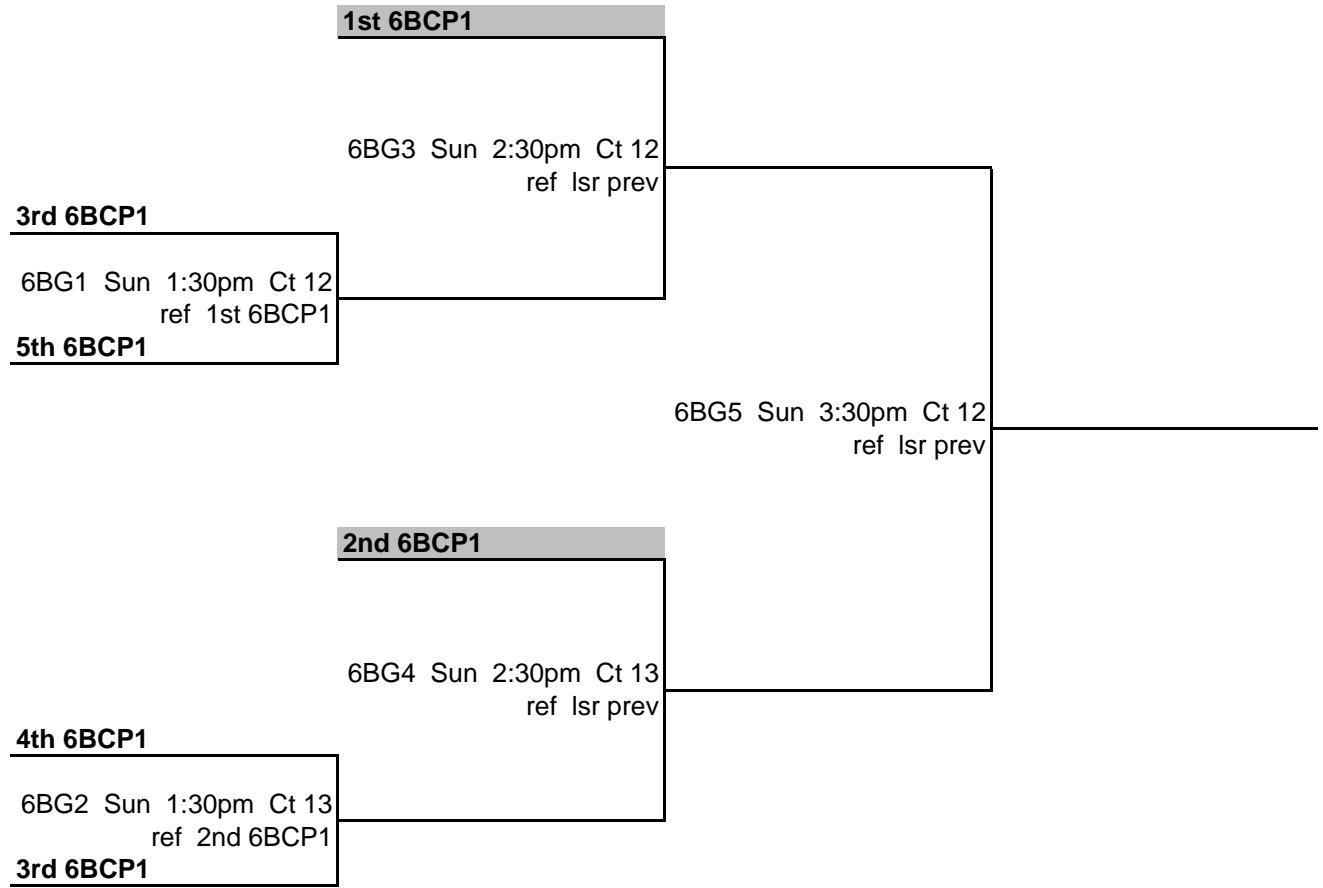 1st 6BCP1
6BG3 Sun 2:30pm Ct 12
ref lsr prev
3rd 6BCP1
6BG1 Sun 1:30pm Ct 12
ref 1st 6BCP1
5th 6BCP1
6BG5 Sun 3:30pm Ct 12
ref lsr prev
2nd 6BCP1
6BG4 Sun 2:30pm Ct 13
ref lsr prev
4th 6BCP1
6BG2 Sun 1:30pm Ct 13
ref 2nd 6BCP1
3rd 6BCP1